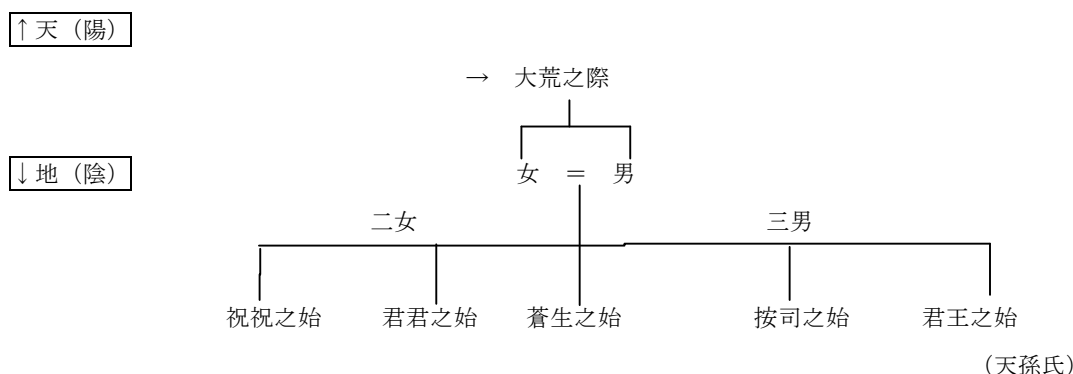 ↑天（陽）
→　大荒之際
↓地（陰）
女　＝　男
二女　三男
祝祝之始　君君之始　蒼生之始　按司之始　君王之始
（天孫氏）